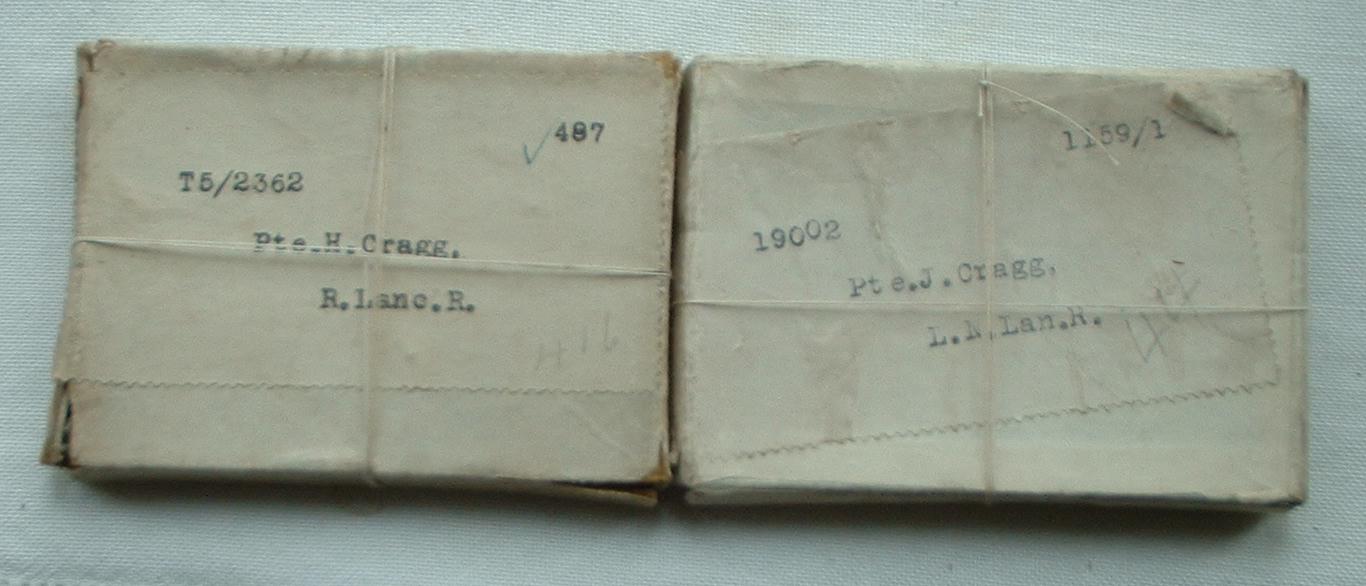 487
T5/2362
Pte.H.Cragg.
R.Lanc.R.
1159/1
19002
Pte.J.Cragg.
L.N.Lan.R.